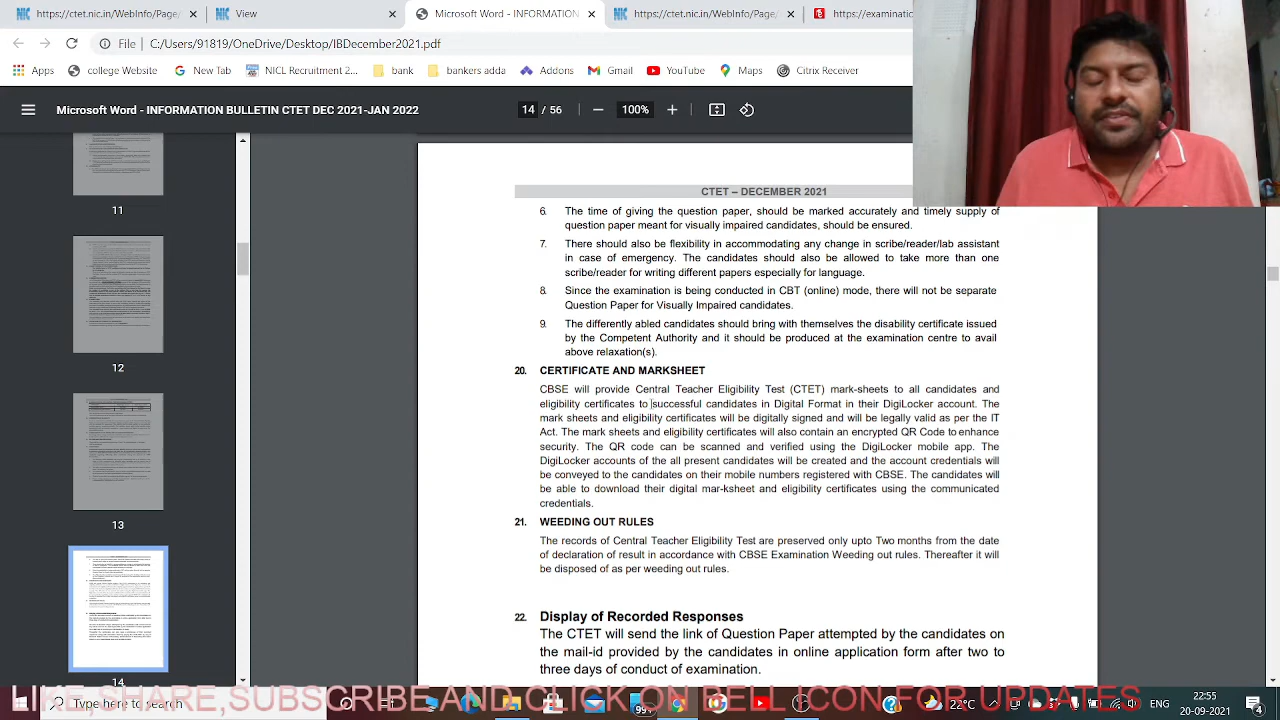 https://ctet.nic.in/WebInfo/Page/
View
Microsoft Word - INFORMATION
https://ctet.nic.in/WebInfo/Page/
https://examination
File
Desktop/IBDecember2021.pdf
Apps
New Tab
NICL Recruitment 2...
Bank
bankers adda
Addons
Gmail
YouTube
Maps
Citrix Receiver
Microsoft Word - INFORMATION BULLETIN CTET DEC 2021-JAN 2022
14 / 56
100%
11
12
13
14
CTET – DECEMBER 2021
6. The time of giving the question paper, should be marked accurately and timely supply of
question paper meant for visually impaired candidates, should be ensured.
7. There should also be flexibility in accommodating any change in scribe/reader/lab assistant
in case of emergency. The candidates should also be allowed to take more than one
scribe/reader for writing different papers especially for language.
8. Since the examination is being conducted in CBT (online) mode, there will not be separate
Question Paper for Visually Impaired candidates.
9. The differently abled candidates should bring with themselves the disability certificate issued
by the Competent Authority and it should be produced at the examination centre to avail
above relaxation(s).
20. CERTIFICATE AND MARKSHEET
CBSE will provide Central Teacher Eligibility Test (CTET) mark-sheets to all candidates and
eligibility certificates to successful candidates in Digital Format in their DigiLocker account. The
mark sheets and eligibility certificates will be digitally signed and will be legally valid as per the IT
Act. The mark sheets and eligibility certificates will also contain an encrypted QR Code to enhance
security. The QR code can be scanned and verified using the DigiLocker mobile app. The
DigiLocker accounts of the all present candidates will be created and the account credentials will
be conveyed to the candidates on their mobile numbers registered with CBSE. The candidates will
be able to download their digital mar-ksheet and eligibility certificates using the communicated
credentials.
21. WEEDING OUT RULES
The records of Central Teacher Eligibility Test are preserved only upto Two months from the date
of declaration of result in accordance with CBSE Examination Weeding out rules. Thereafter it will
be disposed of as per weeding out rules.
22. Display of Recorded Responses
The CTET will send the link of Question Paper attempted by the candidates on
the mail-id provided by the candidates in online application form after two to
three days of conduct of examination.
ON FOR UPDATES
Type here to search
22°C
ENG
22:55
20-09-2021